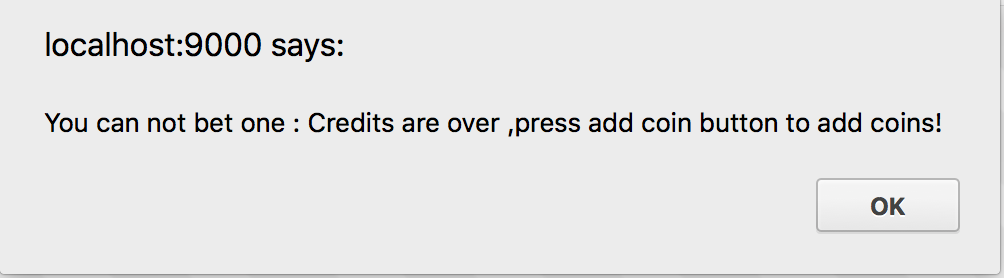 localhost:9000 says:
You can not bet one : Credits are over ,press add coin button to add coins!
OK